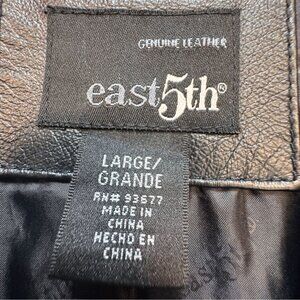 GENUINE LEATHER
east5th®
LARGE/
GRANDE
RN# 93677
MADE IN
CHINA
HECHO EN
CHINA